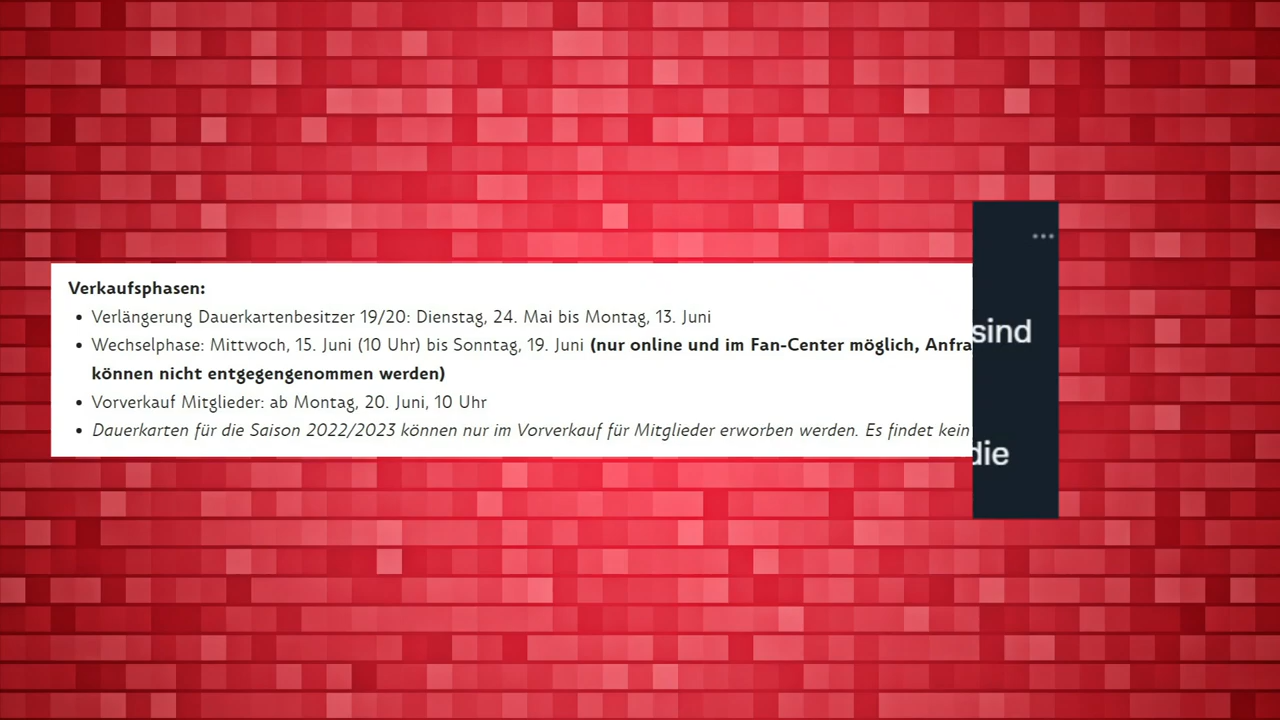 Verkaufsphasen:
• Verlängerung Dauerkartenbesitzer 19/20: Dienstag, 24. Mai bis Montag, 13. Juni
• Wechselphase: Mittwoch, 15. Juni (10 Uhr) bis Sonntag, 19. Juni (nur online und im Fan-Center möglich, Anfra
können nicht entgegengenommen werden)
• Vorverkauf Mitglieder: ab Montag, 20. Juni, 10 Uhr
• Dauerkarten für die Saison 2022/2023 können nur im Vorverkauf für Mitglieder erworben werden. Es findet kein
...
sind
die